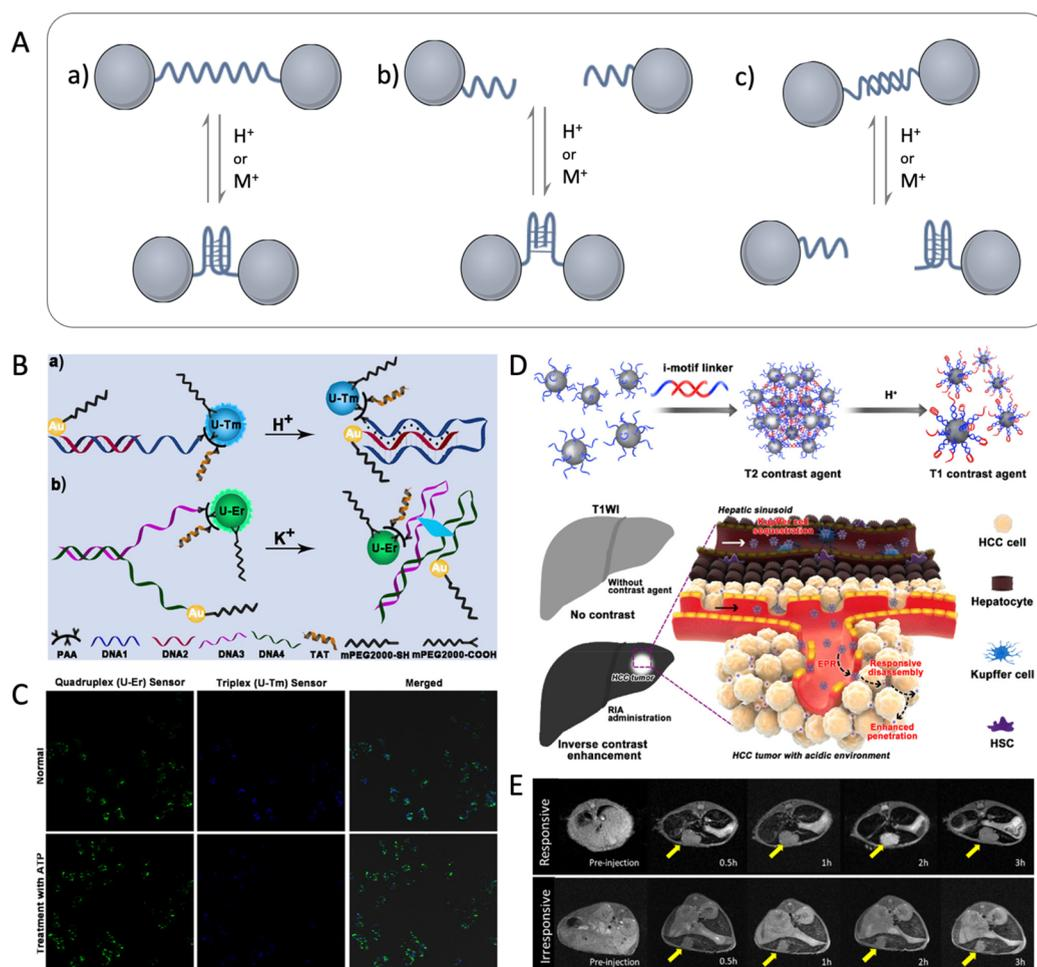 A
a)
H⁺
or
M⁺
b)
H⁺
or
M⁺
c)
H⁺
or
M⁺
B
a)
Au
U-Tm
H⁺
U-Tm
Au
b)
U-Er
Au
K⁺
U-Er
Au
PAA DNA1 DNA2 DNA3 DNA4 TAT mPEG2000-SH mPEG2000-COOH
C
Quadruplex (U-Er) Sensor Triplex (U-Tm) Sensor Merged
Normal
Treatment with ATP
D
i-motif linker
H⁺
T2 contrast agent
T1 contrast agent
T1WI
Without
contrast agent
No contrast
HCC tumor
RIA
administration
Inverse contrast
enhancement
Hepatic sinusoid
Kupffer cell
sequestration
EPR
Responsive
disassembly
Enhanced
penetration
HCC tumor with acidic environment
HCC cell
Hepatocyte
Kupffer cell
HSC
E
Responsive
Pre-injection 0.5h 1h 2h 3h
Irresponsive
Pre-injection 0.5h 1h 2h 3h